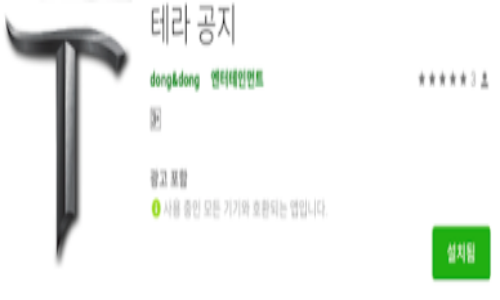 테라 공지
dong&dong 엔터테인먼트
★★★★★ 3
3+
광고 포함
사용 중인 모든 기기와 호환되는 앱입니다.
설치됨